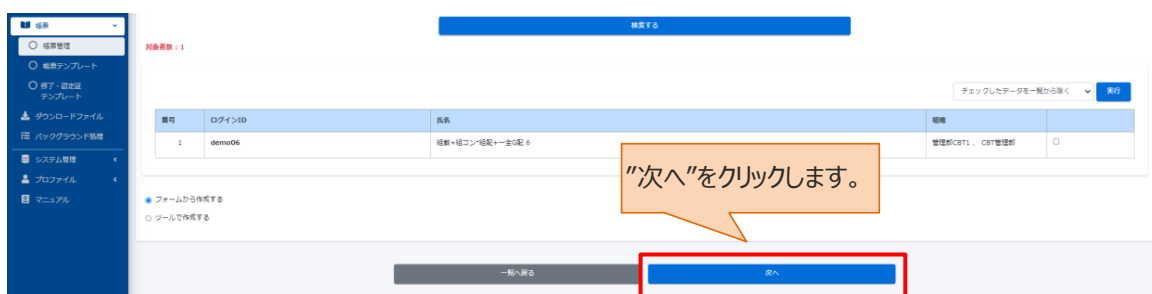 帳票
帳票管理
帳票テンプレート
修了・認定証
テンプレート
ダウンロードファイル
バックグラウンド処理
システム管理
プロファイル
マニュアル
検索する
対象者数：1
チェックしたデータを一覧から除く
実行
番号 ログインID 氏名 組織
1 demo06 管理部CBT1 、 CBT管理部
フォームから作成する
ツールで作成する
”次へ”をクリックします。
一覧へ戻る
次へ